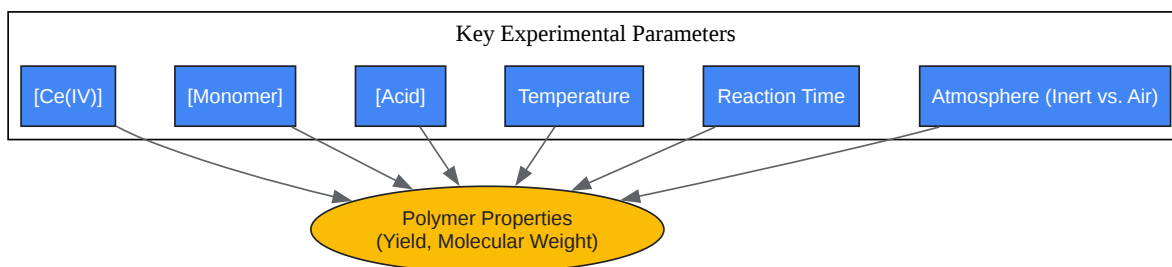 Key Experimental Parameters
[Ce(IV)]
[Monomer]
[Acid]
Temperature
Reaction Time
Atmosphere (Inert vs. Air)
Polymer Properties
(Yield, Molecular Weight)